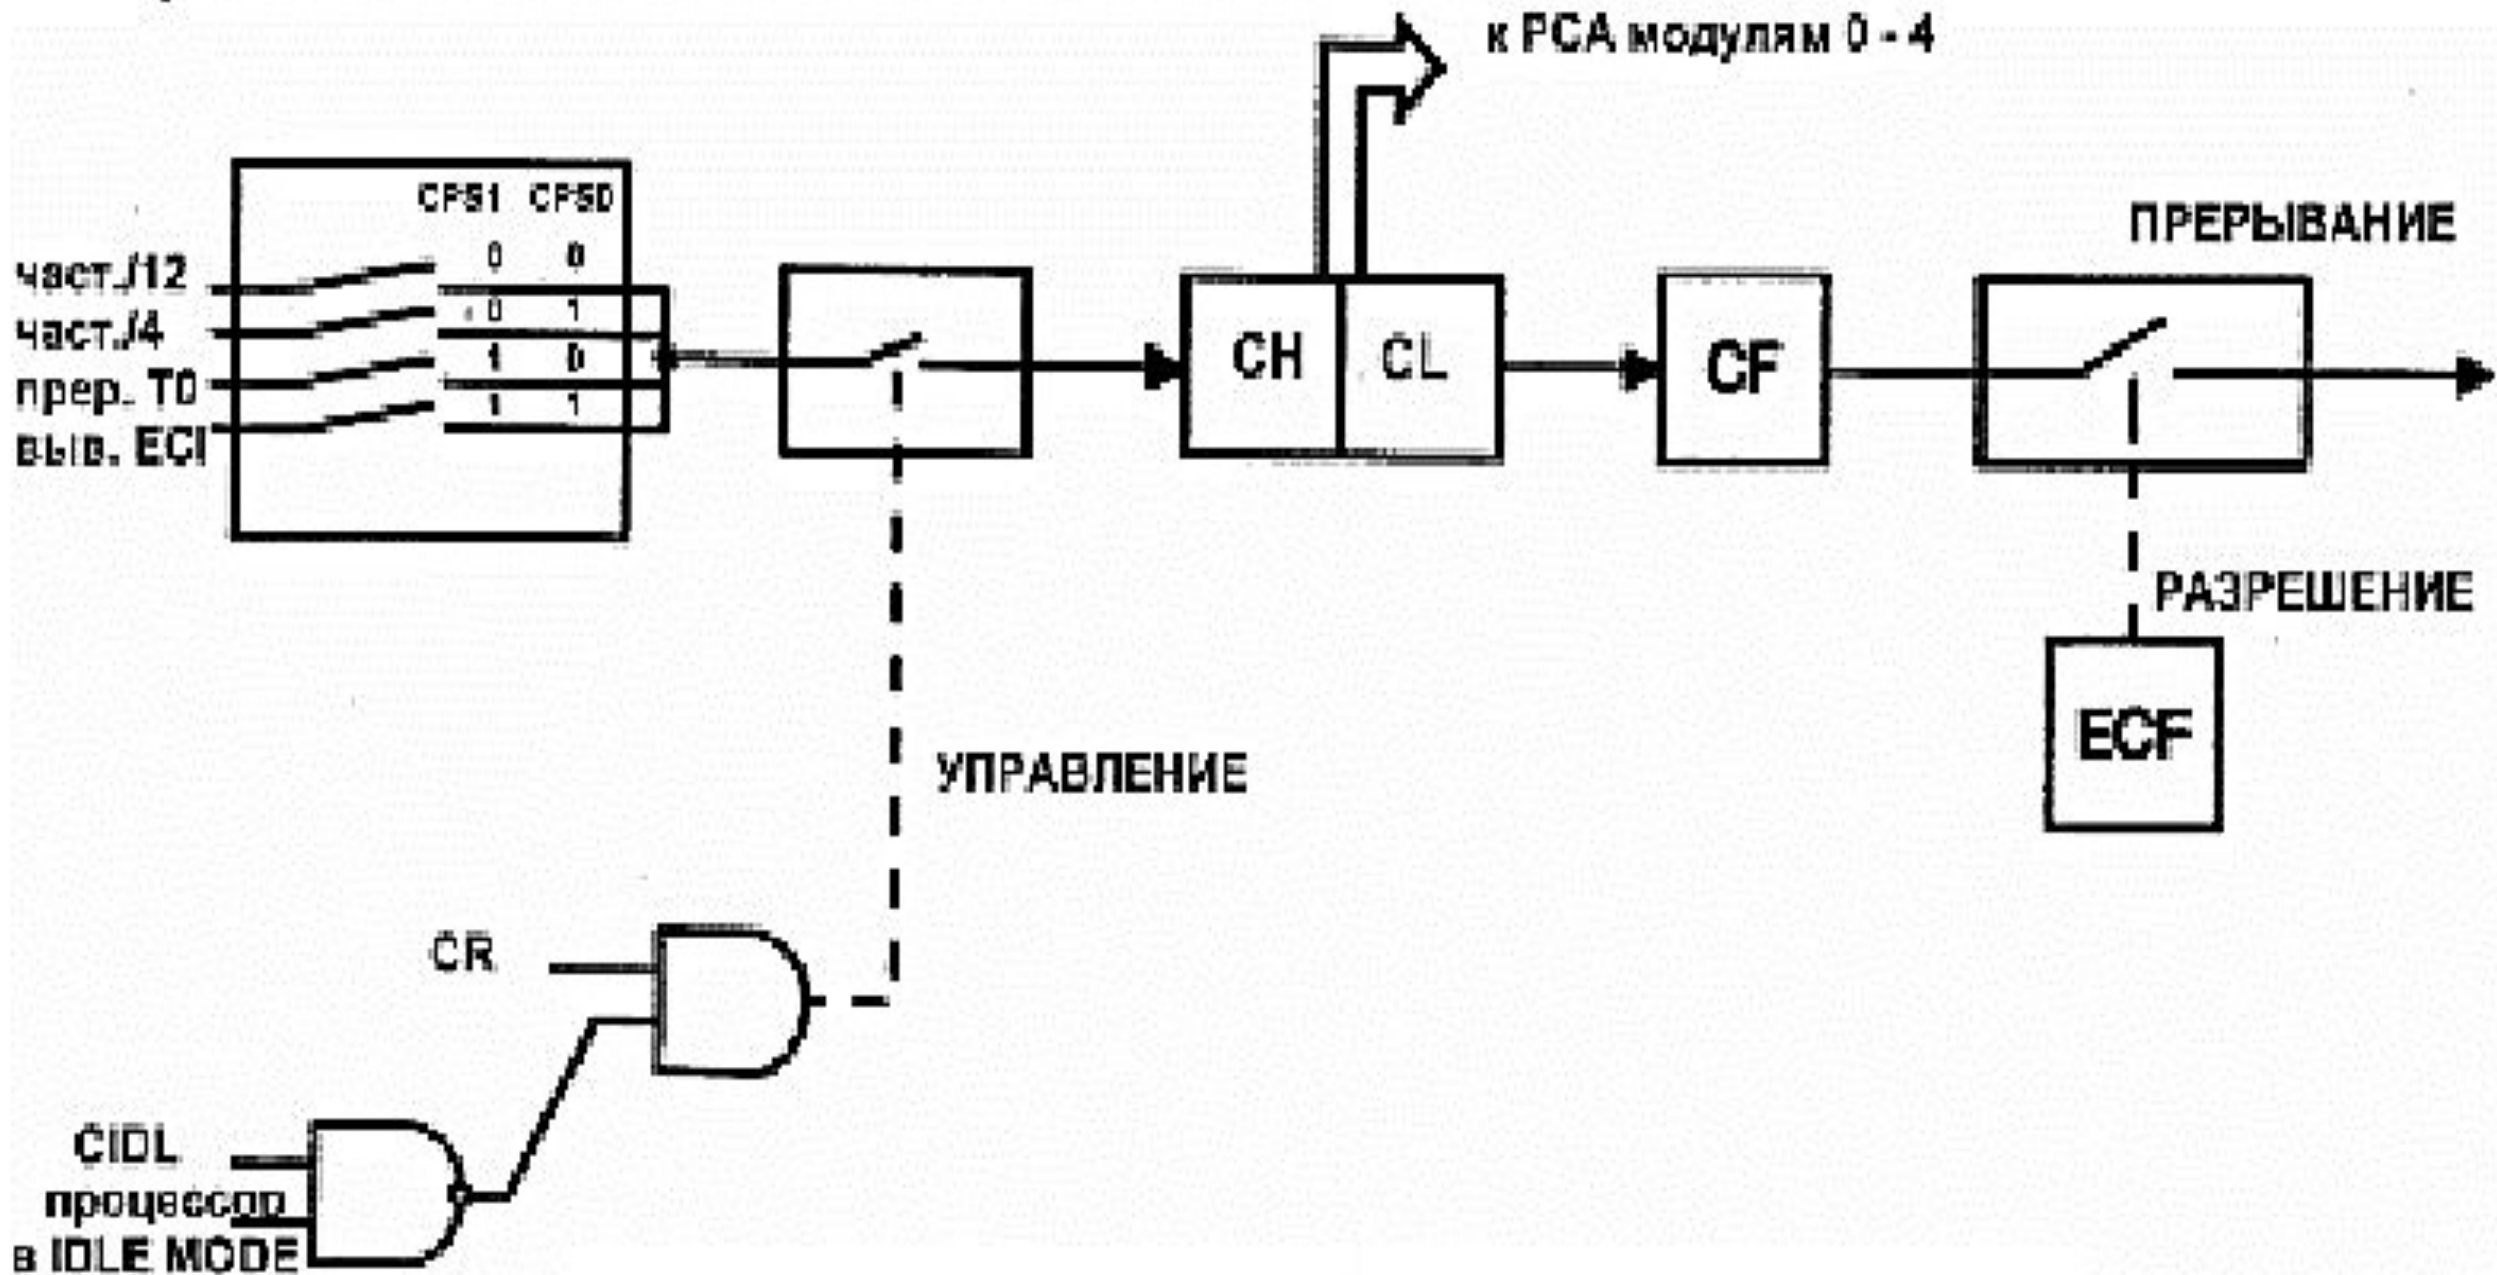 к PCA модулям 0 - 4
CPS1 CPS0
0 0
част./12
0 1
част./4
1 0
прер. T0
1 1
выв. ECI
CH
CL
CF
ПРЕРЫВАНИЕ
РАЗРЕШЕНИЕ
ECF
УПРАВЛЕНИЕ
CR
CIDL
процессор
в IDLE MODE